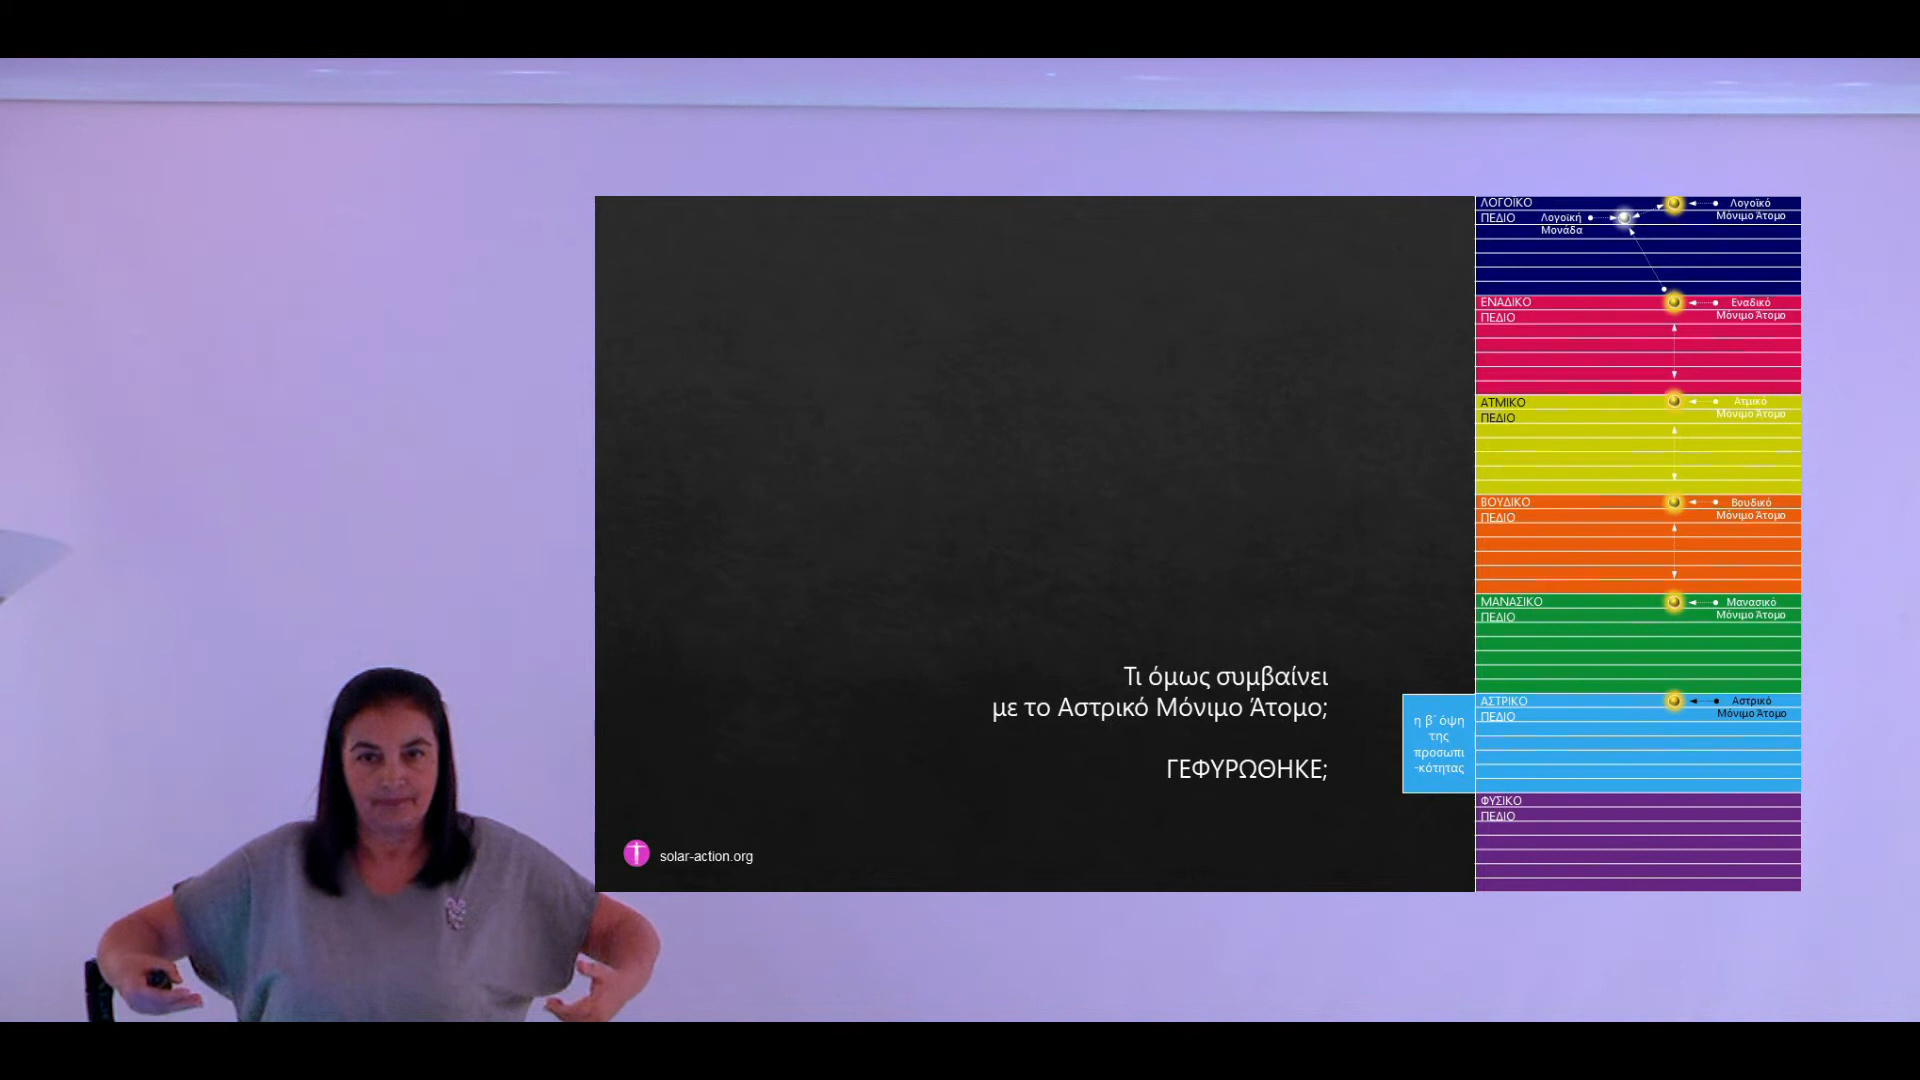 ΛΟΓΟΪΚΟ
ΠΕΔΙΟ
Λογοϊκή
Μονάδα
Λογοϊκό
Μόνιμο Άτομο
ΕΝΑΔΙΚΟ
ΠΕΔΙΟ
Εναδικό
Μόνιμο Άτομο
ΑΤΜΙΚΟ
ΠΕΔΙΟ
Ατμικό
Μόνιμο Άτομο
ΒΟΥΔΙΚΟ
ΠΕΔΙΟ
Βουδικό
Μόνιμο Άτομο
ΜΑΝΑΣΙΚΟ
ΠΕΔΙΟ
Μανασικό
Μόνιμο Άτομο
Τι όμως συμβαίνει
με το Αστρικό Μόνιμο Άτομο;
ΓΕΦΥΡΩΘΗΚΕ;
η β΄ όψη
της
προσωπι
-κότητας
ΑΣΤΡΙΚΟ
ΠΕΔΙΟ
Αστρικό
Μόνιμο Άτομο
ΦΥΣΙΚΟ
ΠΕΔΙΟ
solar-action.org